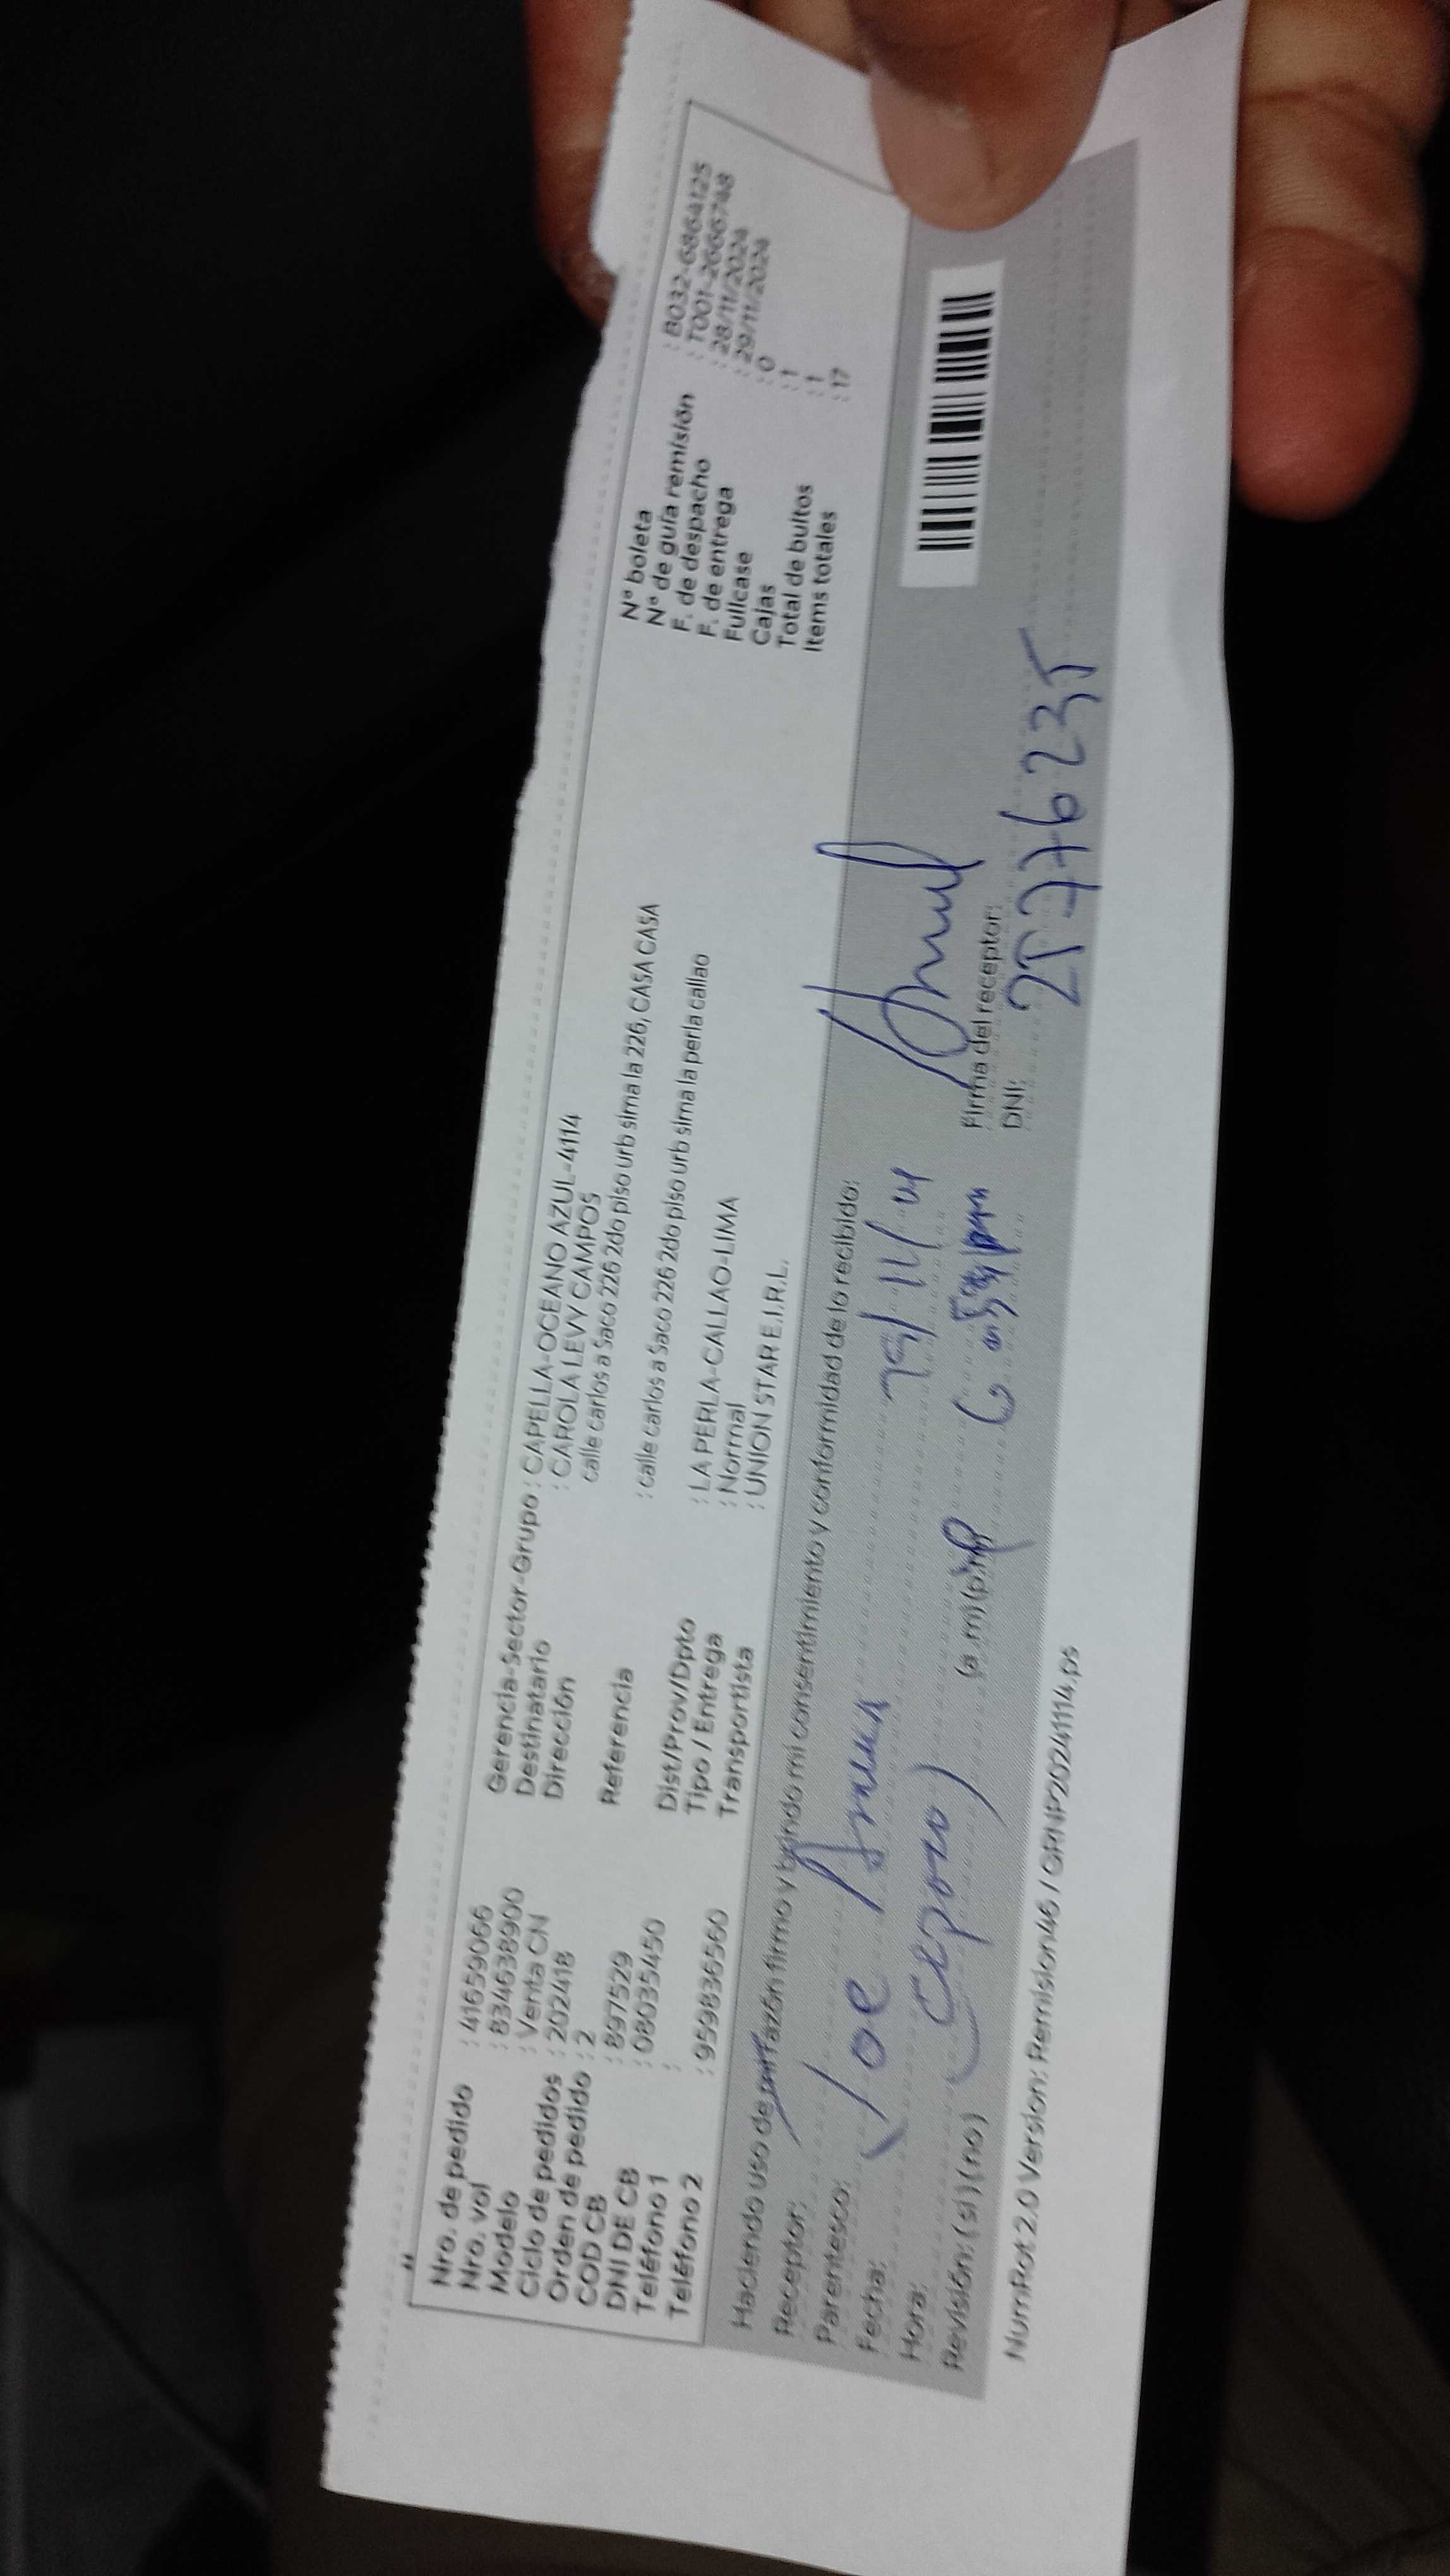 Nro. de pedido : 41659066
Nro. vol : 834638900
Modelo : Venta CN
Ciclo de pedidos : 202418
Orden de pedido : 2
COD CB : 897529
DNI DE CB : 08035450
Teléfono 1 :
Teléfono 2 : 959836560
Gerencia-Sector-Grupo : CAPELLA-OCEANO AZUL-4114
Destinatario : CAROLA LEVY CAMPOS
Dirección calle carlos a Saco 226 2do piso urb sima la 226, CASA CASA
Referencia : calle carlos a Saco 226 2do piso urb sima la perla callao
Dist/Prov/Dpto : LA PERLA-CALLAO-LIMA
Tipo / Entrega : Normal
Transportista : UNION STAR E.I.R.L.
N° boleta : B032-6864125
N° de guía remisión : T001-2666748
F. de despacho : 28/11/2024
F. de entrega : 29/11/2024
Fullcase : 0
Cajas : 1
Total de bultos : 1
Items totales : 17
Haciendo uso de mi razón firmo y brindo mi consentimiento y conformidad de lo recibido:
Receptor:
Parentesco:
Fecha:
Hora:
(a.m) (p.m)
Revisión: (si) (no)
Firma del receptor:
DNI: 25776235
NumRot 2.0 Version: Remision46 / GRNP20241114.ps